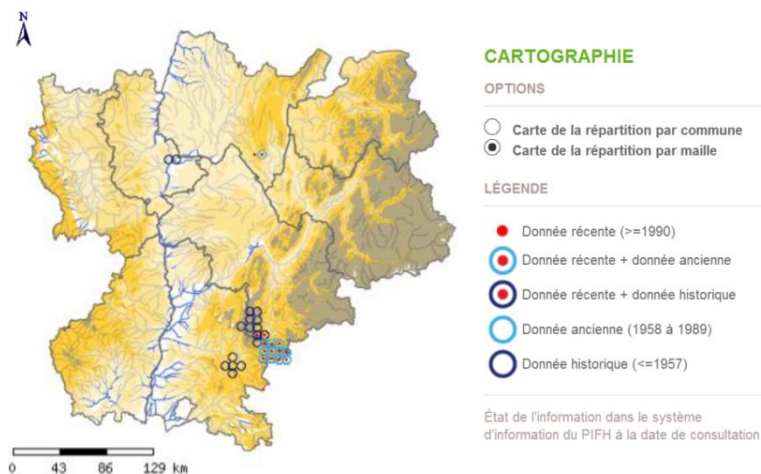 N
CARTOGRAPHIE
OPTIONS
Carte de la répartition par commune
Carte de la répartition par maille
LÉGENDE
Donnée récente (>=1990)
Donnée récente + donnée ancienne
Donnée récente + donnée historique
Donnée ancienne (1958 à 1989)
Donnée historique (<=1957)
État de l'information dans le système
d'information du PIFH à la date de consultation
0 43 86 129 km